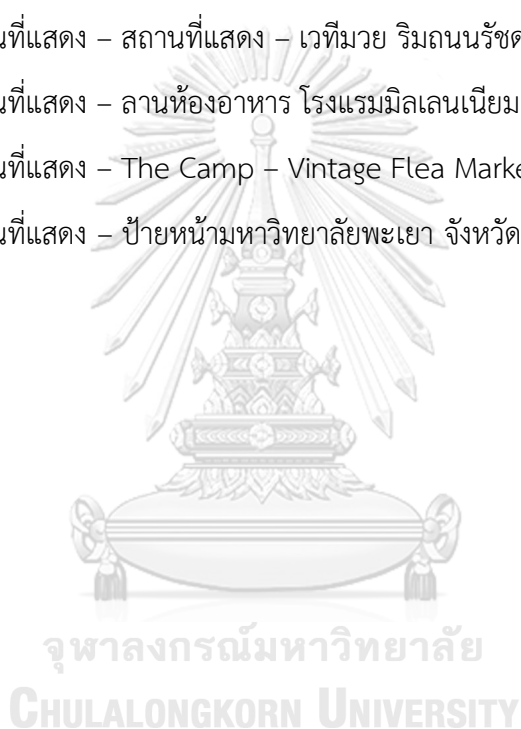 นที่แสดง – สถานที่แสดง – เวทีมวย ริมถนนรัชด
นที่แสดง – ลานห้องอาหาร โรงแรมมิลเลนเนียม
นที่แสดง – The Camp – Vintage Flea Marke
นที่แสดง – ป้ายหน้ามหาวิทยาลัยพะเยา จังหวัด
จุฬาลงกรณ์มหาวิทยาลัย
CHULALONGKORN UNIVERSITY